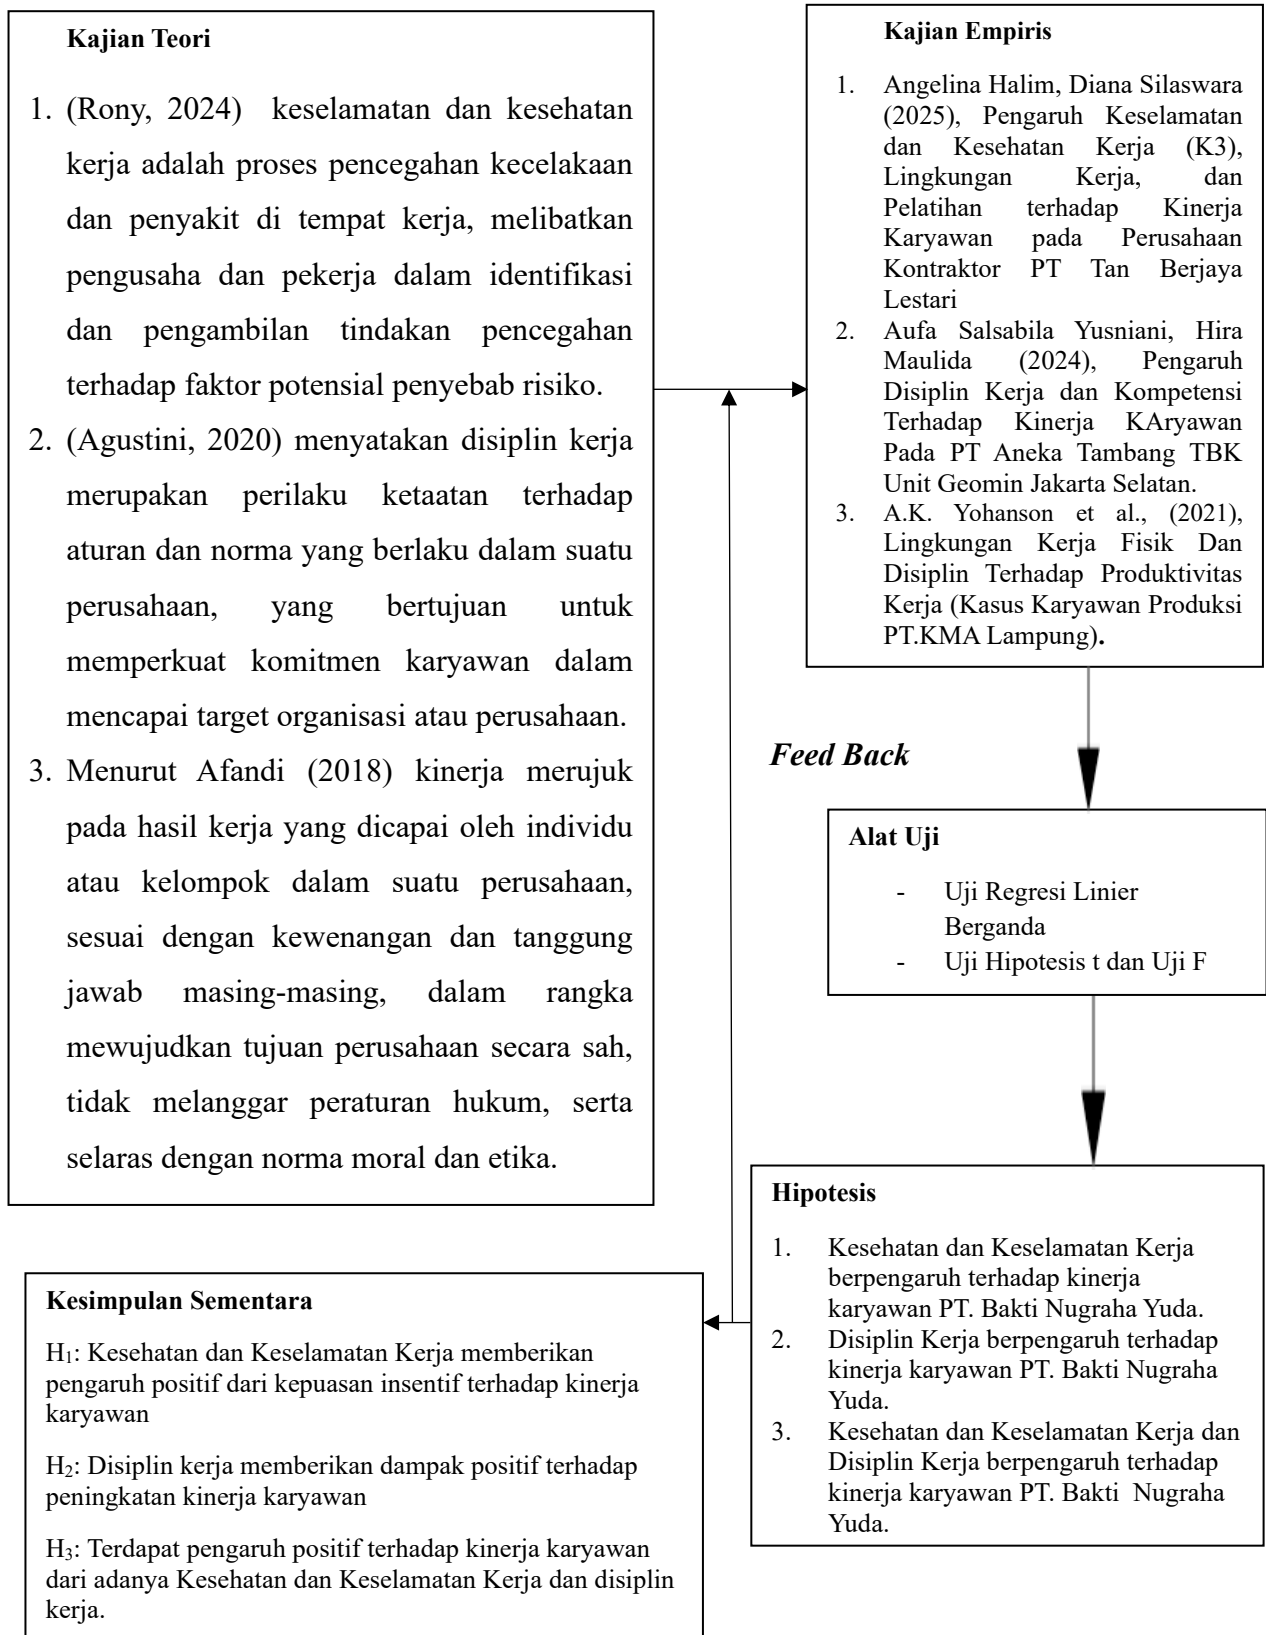 Kajian Teori
1. (Rony, 2024) keselamatan dan kesehatan
kerja adalah proses pencegahan kecelakaan
dan penyakit di tempat kerja, melibatkan
pengusaha dan pekerja dalam identifikasi
dan pengambilan tindakan pencegahan
terhadap faktor potensial penyebab risiko.
2. (Agustini, 2020) menyatakan disiplin kerja
merupakan perilaku ketaatan terhadap
aturan dan norma yang berlaku dalam suatu
perusahaan, yang bertujuan untuk
memperkuat komitmen karyawan dalam
mencapai target organisasi atau perusahaan.
3. Menurut Afandi (2018) kinerja merujuk
pada hasil kerja yang dicapai oleh individu
atau kelompok dalam suatu perusahaan,
sesuai dengan kewenangan dan tanggung
jawab masing-masing, dalam rangka
mewujudkan tujuan perusahaan secara sah,
tidak melanggar peraturan hukum, serta
selaras dengan norma moral dan etika.
Kajian Empiris
1. Angelina Halim, Diana Silaswara
(2025), Pengaruh Keselamatan
dan Kesehatan Kerja (K3),
Lingkungan Kerja, dan
Pelatihan terhadap Kinerja
Karyawan pada Perusahaan
Kontraktor PT Tan Berjaya
Lestari
2. Aufa Salsabila Yusniani, Hira
Maulida (2024), Pengaruh
Disiplin Kerja dan Kompetensi
Terhadap Kinerja KAryawan
Pada PT Aneka Tambang TBK
Unit Geomin Jakarta Selatan.
3. A.K. Yohanson et al., (2021),
Lingkungan Kerja Fisik Dan
Disiplin Terhadap Produktivitas
Kerja (Kasus Karyawan Produksi
PT.KMA Lampung).
Feed Back
Alat Uji
- Uji Regresi Linier
Berganda
- Uji Hipotesis t dan Uji F
Hipotesis
1. Kesehatan dan Keselamatan Kerja
berpengaruh terhadap kinerja
karyawan PT. Bakti Nugraha Yuda.
2. Disiplin Kerja berpengaruh terhadap
kinerja karyawan PT. Bakti Nugraha
Yuda.
3. Kesehatan dan Keselamatan Kerja dan
Disiplin Kerja berpengaruh terhadap
kinerja karyawan PT. Bakti Nugraha
Yuda.
Kesimpulan Sementara
H₁: Kesehatan dan Keselamatan Kerja memberikan
pengaruh positif dari kepuasan insentif terhadap kinerja
karyawan
H₂: Disiplin kerja memberikan dampak positif terhadap
peningkatan kinerja karyawan
H₃: Terdapat pengaruh positif terhadap kinerja karyawan
dari adanya Kesehatan dan Keselamatan Kerja dan disiplin
kerja.